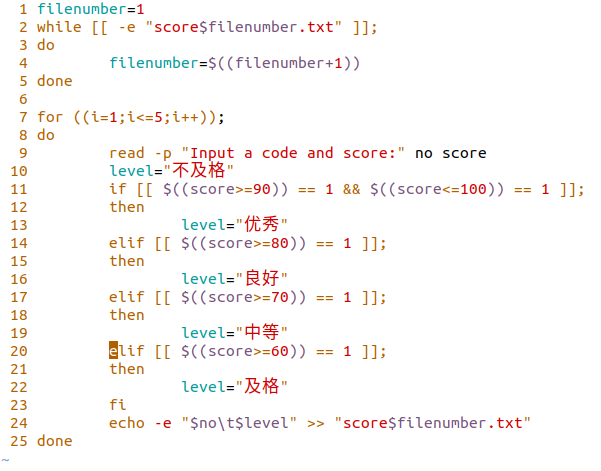 1 filenumber=1
2 while [[ -e "score$filenumber.txt" ]];
3 do
4         filenumber=$((filenumber+1))
5 done
6
7 for ((i=1;i<=5;i++));
8 do
9         read -p "Input a code and score:" no score
10         level="不及格"
11         if [[ $((score>=90)) == 1 && $((score<=100)) == 1 ]];
12         then
13                 level="优秀"
14         elif [[ $((score>=80)) == 1 ]];
15         then
16                 level="良好"
17         elif [[ $((score>=70)) == 1 ]];
18         then
19                 level="中等"
20         elif [[ $((score>=60)) == 1 ]];
21         then
22                 level="及格"
23         fi
24         echo -e "$no\t$level" >> "score$filenumber.txt"
25 done
~